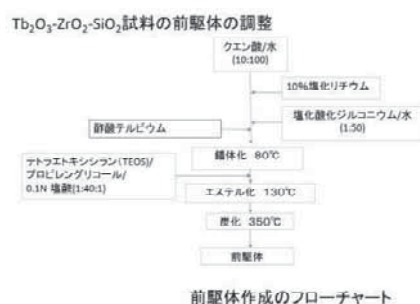 Tb₂O₃-ZrO₂-SiO₂試料の前駆体の調整
クエン酸/水
(10:100)
10%塩化リチウム
塩化酸化ジルコニウム/水
(1:50)
酢酸テルビウム
錯体化 80℃
テトラエトキシシラン(TEOS)/
プロピレングリコール/
0.1N 塩酸(1:40:1)
エステル化 130℃
炭化 350℃
前駆体
前駆体作成のフローチャート